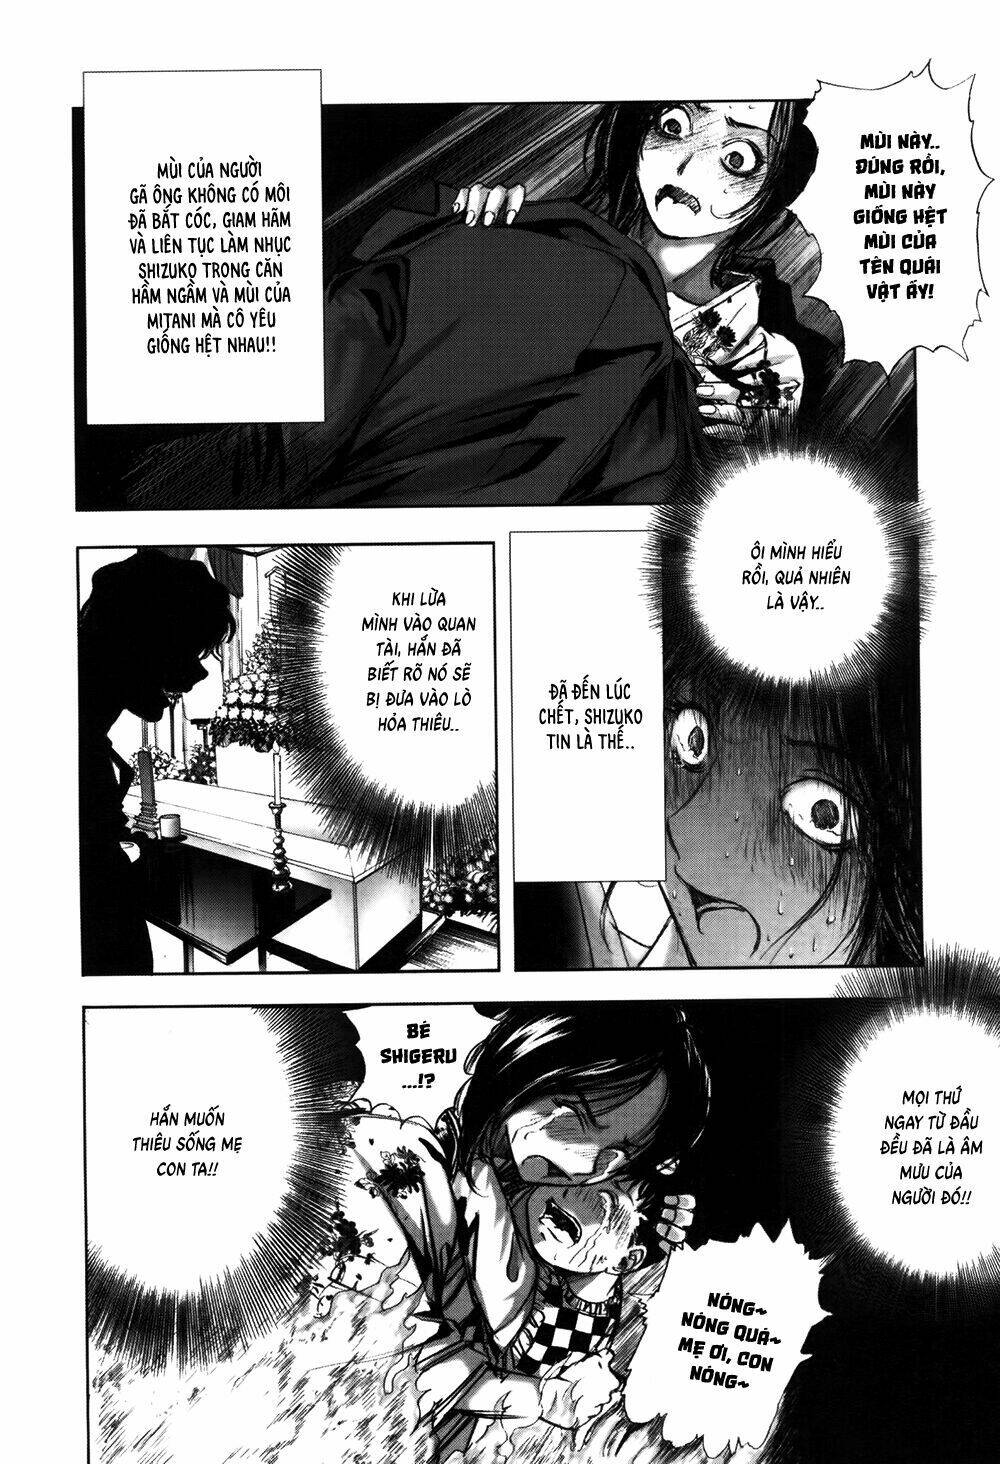 MÙI NÀY..
ĐÚNG RỒI,
MÙI NÀY
GIỐNG HỆT
MÙI CỦA
TÊN QUÁI
VẬT ẤY!
MÙI CỦA NGƯỜI
GÃ ÔNG KHÔNG CÓ MÔI
ĐÃ BẮT CÓC, GIAM HÃM
VÀ LIÊN TỤC LÀM NHỤC
SHIZUKO TRONG CĂN
HẦM NGẦM VÀ MÙI CỦA
MITANI MÀ CÔ YÊU
GIỐNG HỆT NHAU!!
ÔI MÌNH HIỂU
RỒI, QUẢ NHIÊN
LÀ VẬY..
ĐÃ ĐẾN LÚC
CHẾT, SHIZUKO
TIN LÀ THẾ..
KHI LỪA
MÌNH VÀO QUAN
TÀI, HẮN ĐÃ
BIẾT RÕ NÓ SẼ
BỊ ĐƯA VÀO LÒ
HỎA THIÊU..
MỌI THỨ
NGAY TỪ ĐẦU
ĐỀU ĐÃ LÀ ÂM
MƯU CỦA
NGƯỜI ĐÓ!!
BÉ
SHIGERU
...!?
NÓNG~
NÓNG QUÁ~
MẸ ƠI, CON
NÓNG~
HẮN MUỐN
THIÊU SỐNG MẸ
CON TA!!